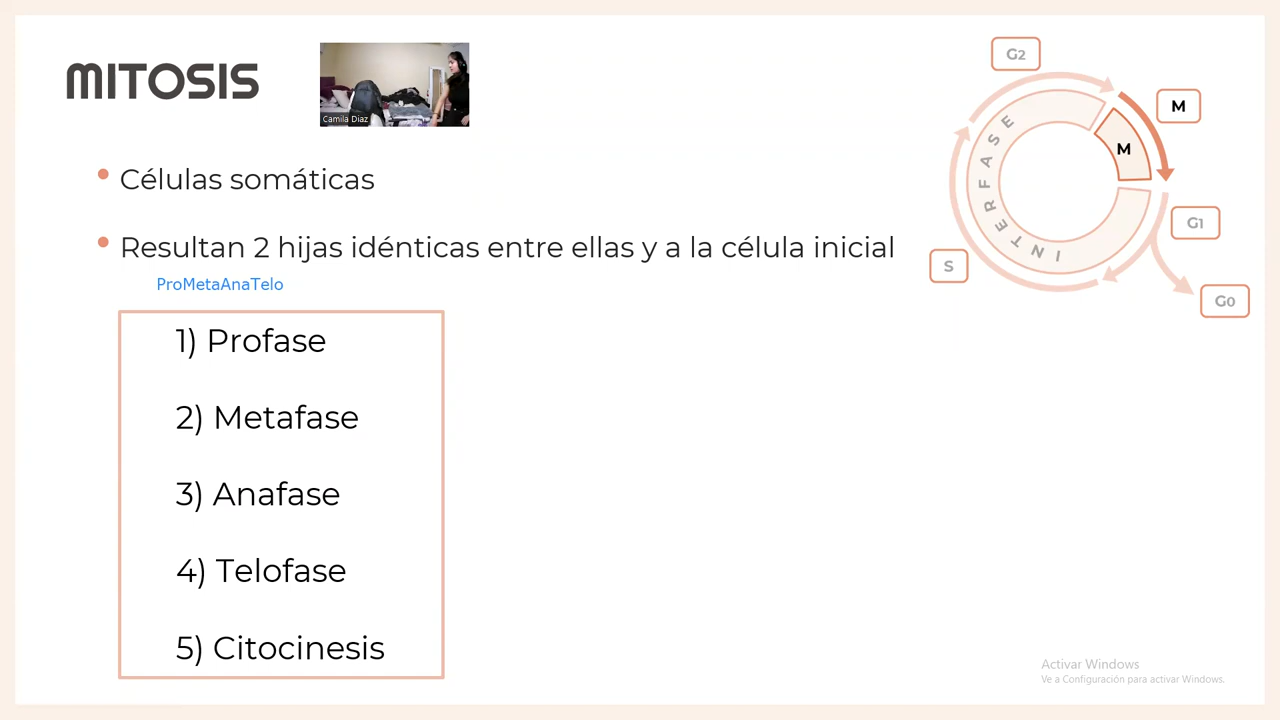 MITOSIS
Camila Diaz
• Células somáticas
• Resultan 2 hijas idénticas entre ellas y a la célula inicial
ProMetaAnaTelo
1) Profase
2) Metafase
3) Anafase
4) Telofase
5) Citocinesis
G2
M
M
INTERFASE
G1
S
G0
Activar Windows
Ve a Configuración para activar Windows.